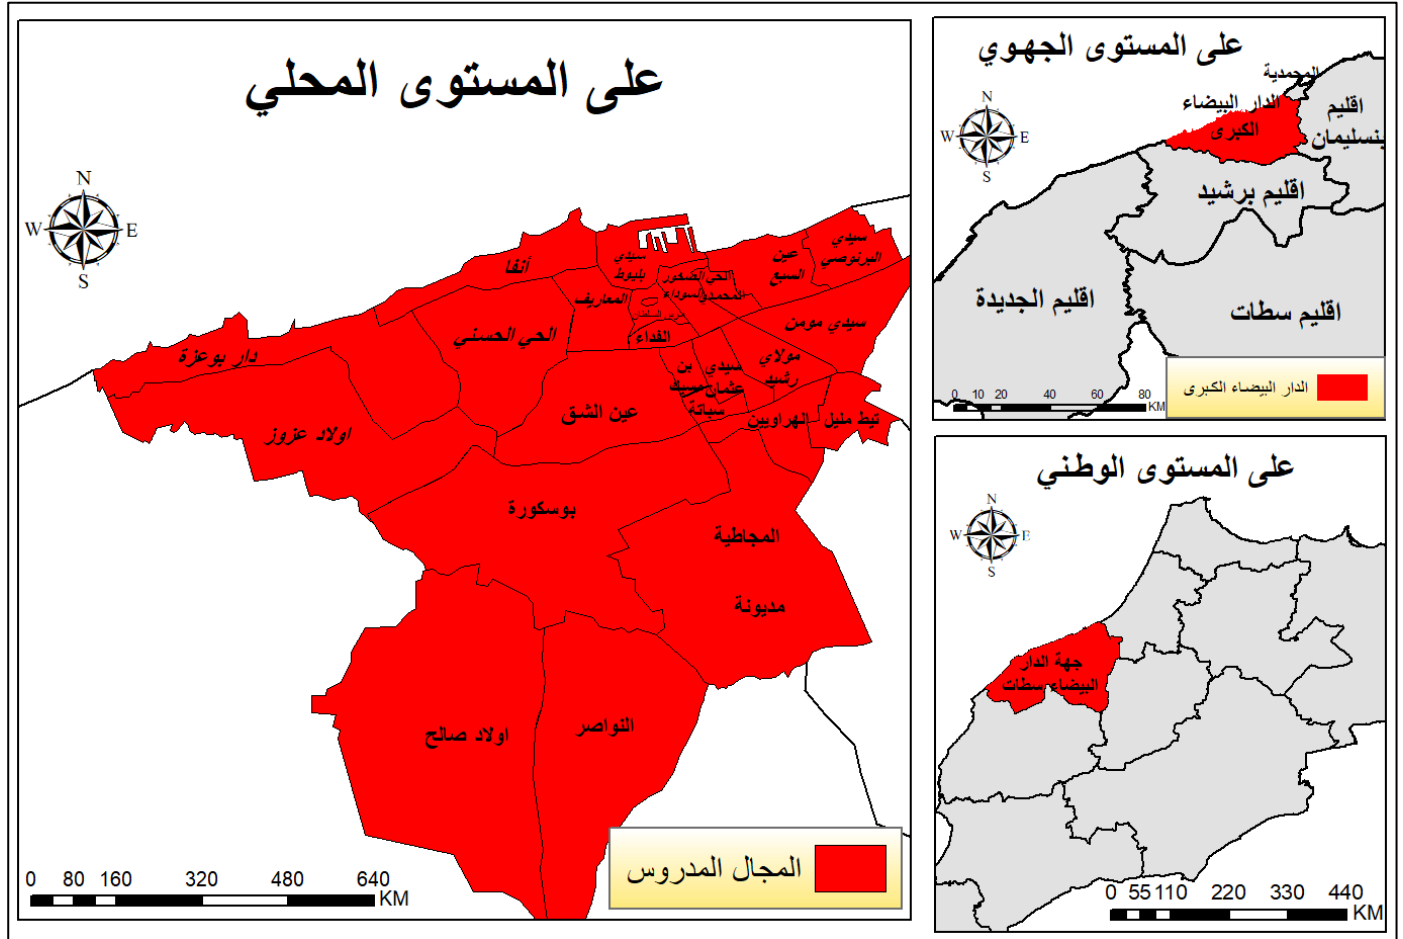 على المستوى المحلي
N
W E
S
سيدي
البرنوصي
عين
السبع
أنفا
سيدي
بليوط
الصخور
السوداء
الحي
المحمدي
المعاريف
مرس السلطان
الفداء
سيدي مومن
الحي الحسني
دار بوعزة
مولاي
رشيد
سيدي
عثمان
بن
مسيك
سباتة
عين الشق
الهراويين
تيط مليل
اولاد عزوز
بوسكورة
المجاطية
مديونة
النواصر
اولاد صالح
المجال المدروس
0 80 160 320 480 640
KM
على المستوى الجهوي
N
W E
S
المحمدية
الدار البيضاء
الكبرى
اقليم
بنسليمان
اقليم برشيد
اقليم الجديدة
اقليم سطات
الدار البيضاء الكبرى
0 10 20 40 60 80
KM
على المستوى الوطني
N
W E
S
جهة الدار
البيضاء سطات
0 55 110 220 330 440
KM